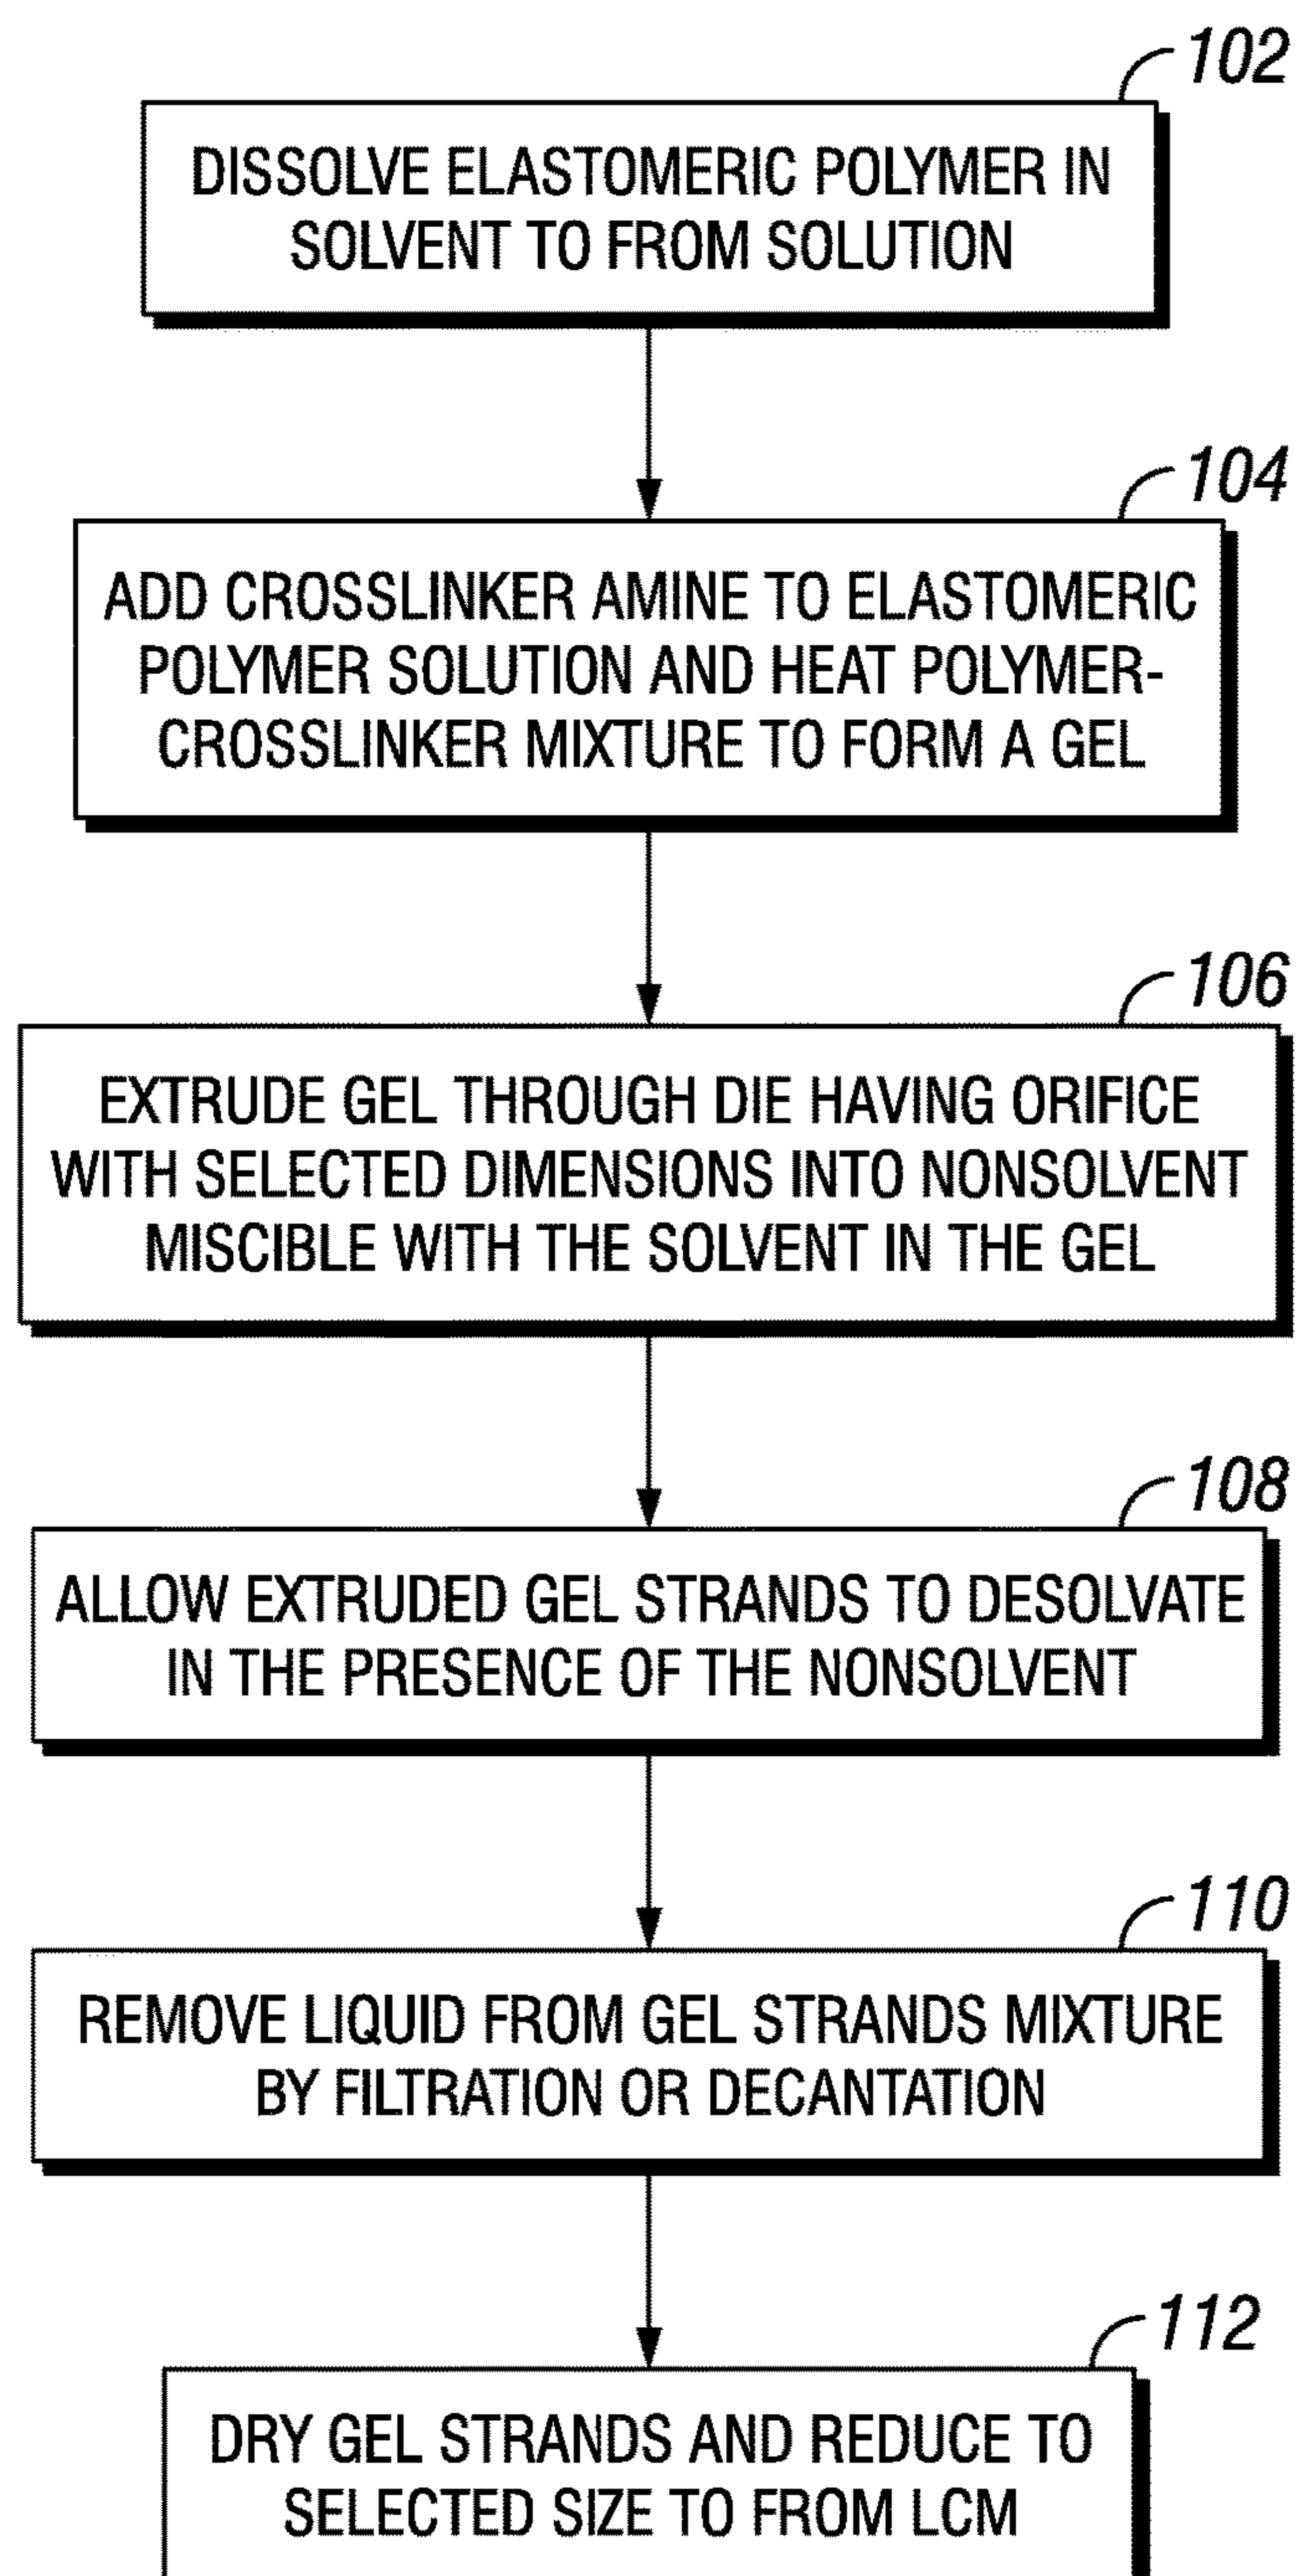 102
DISSOLVE ELASTOMERIC POLYMER IN
SOLVENT TO FROM SOLUTION
104
ADD CROSSLINKER AMINE TO ELASTOMERIC
POLYMER SOLUTION AND HEAT POLYMER-
CROSSLINKER MIXTURE TO FORM A GEL
106
EXTRUDE GEL THROUGH DIE HAVING ORIFICE
WITH SELECTED DIMENSIONS INTO NONSOLVENT
MISCIBLE WITH THE SOLVENT IN THE GEL
108
ALLOW EXTRUDED GEL STRANDS TO DESOLVATE
IN THE PRESENCE OF THE NONSOLVENT
110
REMOVE LIQUID FROM GEL STRANDS MIXTURE
BY FILTRATION OR DECANTATION
112
DRY GEL STRANDS AND REDUCE TO
SELECTED SIZE TO FROM LCM